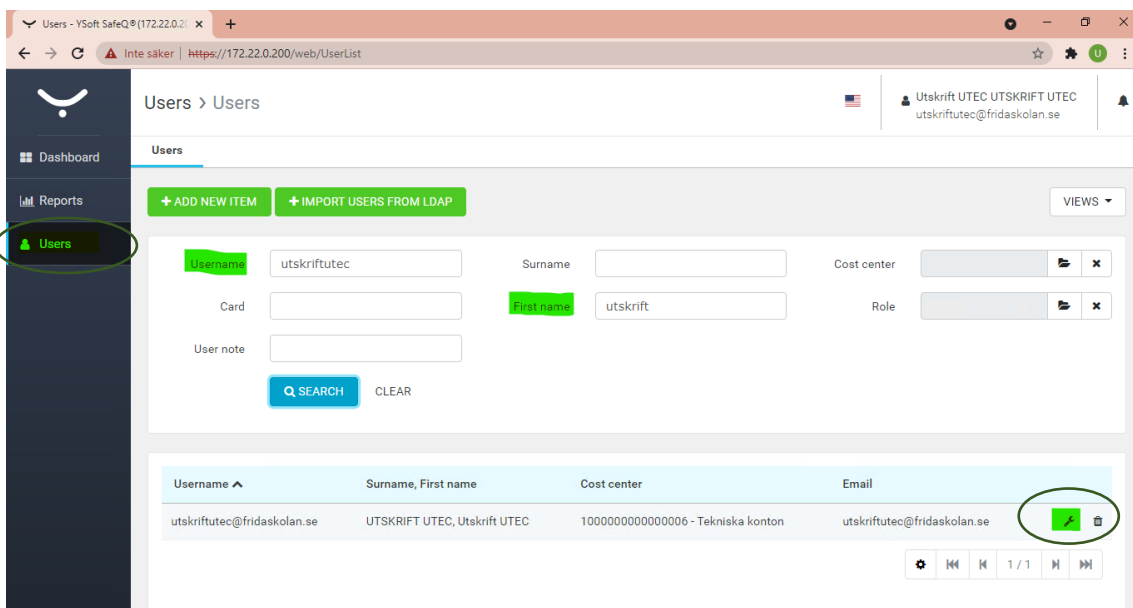 Users - YSoft SafeQ® (172.22.0.20
Inte säker | https://172.22.0.200/web/UserList
U
Users > Users
Utskrift UTEC UTSKRIFT UTEC
utskriftutec@fridaskolan.se
Dashboard
Reports
Users
Users
+ ADD NEW ITEM
+ IMPORT USERS FROM LDAP
VIEWS
Username utskriftutec Surname Cost center
Card First name utskrift Role
User note
SEARCH CLEAR
Username Surname, First name Cost center Email
utskriftutec@fridaskolan.se UTSKRIFT UTEC, Utskrift UTEC 1000000000000006 - Tekniska konton utskriftutec@fridaskolan.se
1 / 1